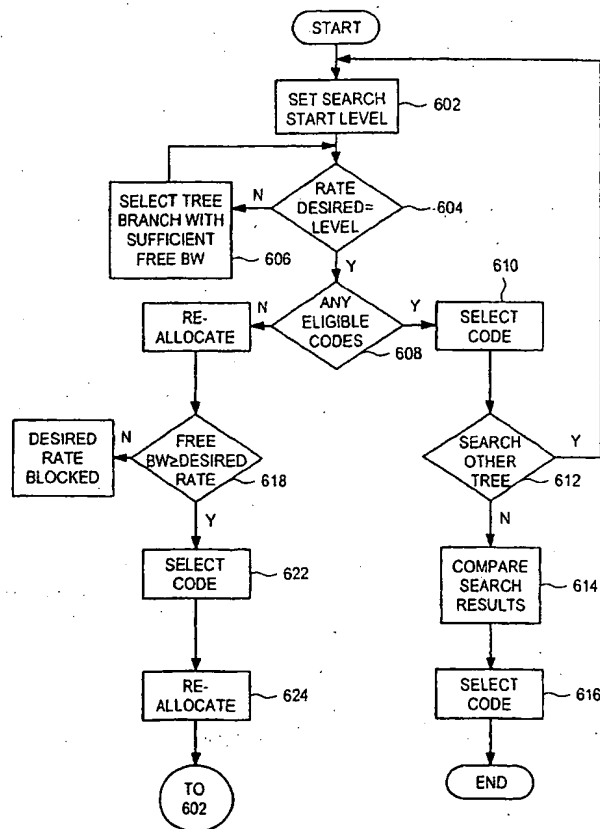 START
SET SEARCH
START LEVEL
602
SELECT TREE
BRANCH WITH
SUFFICIENT
FREE BW
606
N
RATE
DESIRED=
LEVEL
604
Y
610
RE-
ALLOCATE
N
ANY
ELIGIBLE
CODES
608
Y
SELECT
CODE
DESIRED
RATE
BLOCKED
N
FREE
BW≥DESIRED
RATE
618
SEARCH
OTHER
TREE
612
Y
Y
N
SELECT
CODE
622
COMPARE
SEARCH
RESULTS
614
RE-
ALLOCATE
624
SELECT
CODE
616
TO
602
END